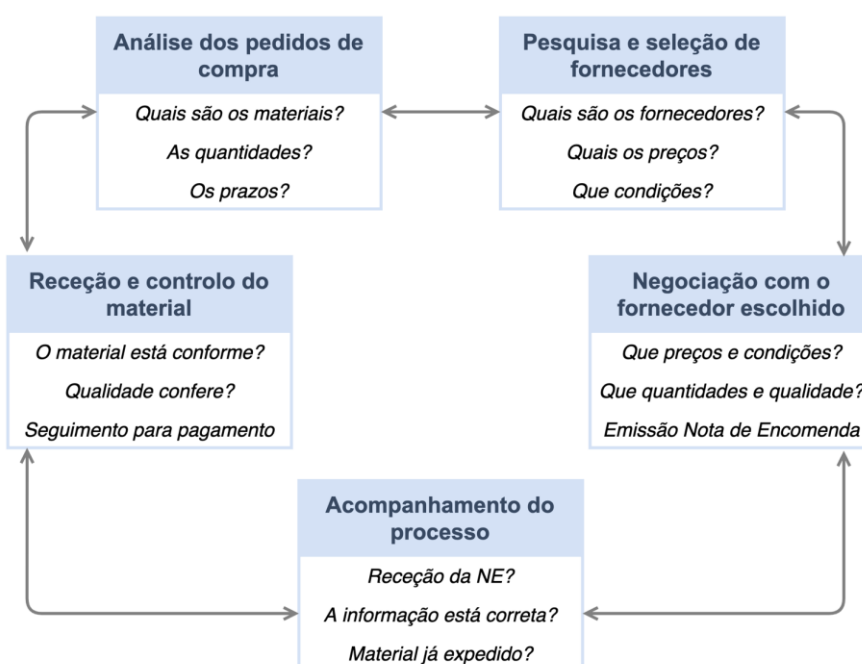 Análise dos pedidos de
compra
Quais são os materiais?
As quantidades?
Os prazos?
Pesquisa e seleção de
fornecedores
Quais são os fornecedores?
Quais os preços?
Que condições?
Receção e controlo do
material
O material está conforme?
Qualidade confere?
Seguimento para pagamento
Negociação com o
fornecedor escolhido
Que preços e condições?
Que quantidades e qualidade?
Emissão Nota de Encomenda
Acompanhamento do
processo
Receção da NE?
A informação está correta?
Material já expedido?